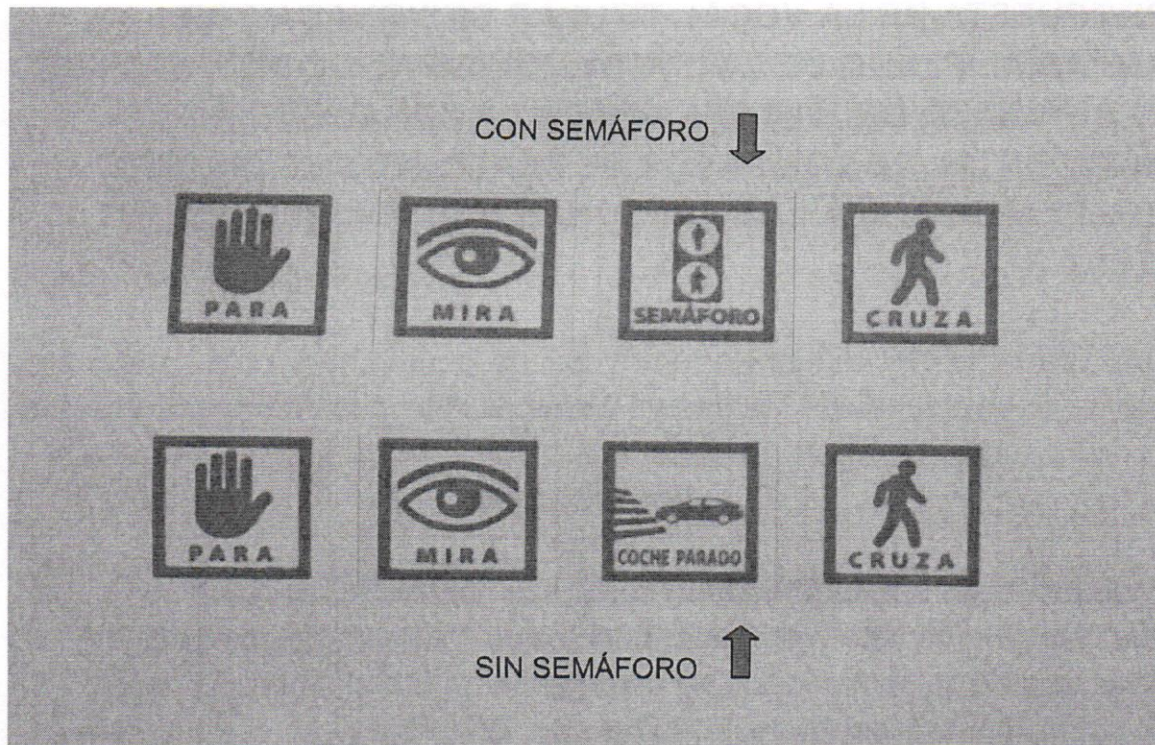 CON SEMÁFORO
PARA MIRA SEMÁFORO CRUZA
PARA MIRA COCHE PARADO CRUZA
SIN SEMÁFORO